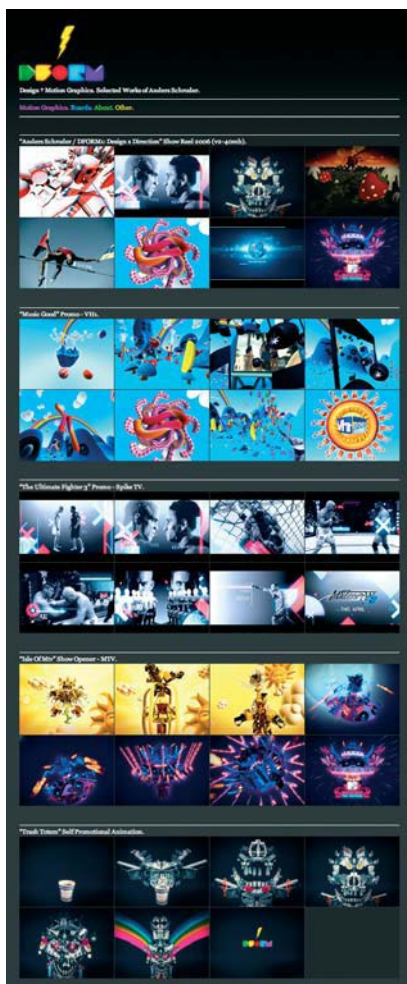 DFORM
Design + Motion Graphics. Selected Works of Anders Schroder.
Motion Graphics. Boards. About. Other.
"Anders Schroder / DFORM1: Design & Direction" Show Reel 2006
"Music Good" Promo - VH1.
"The Ultimate Fighter 3" Promo - Spike TV.
"Isle Of Mtv" Show Opener - MTV.
"Trash Totem" Self Promotional Animation.
DFORM